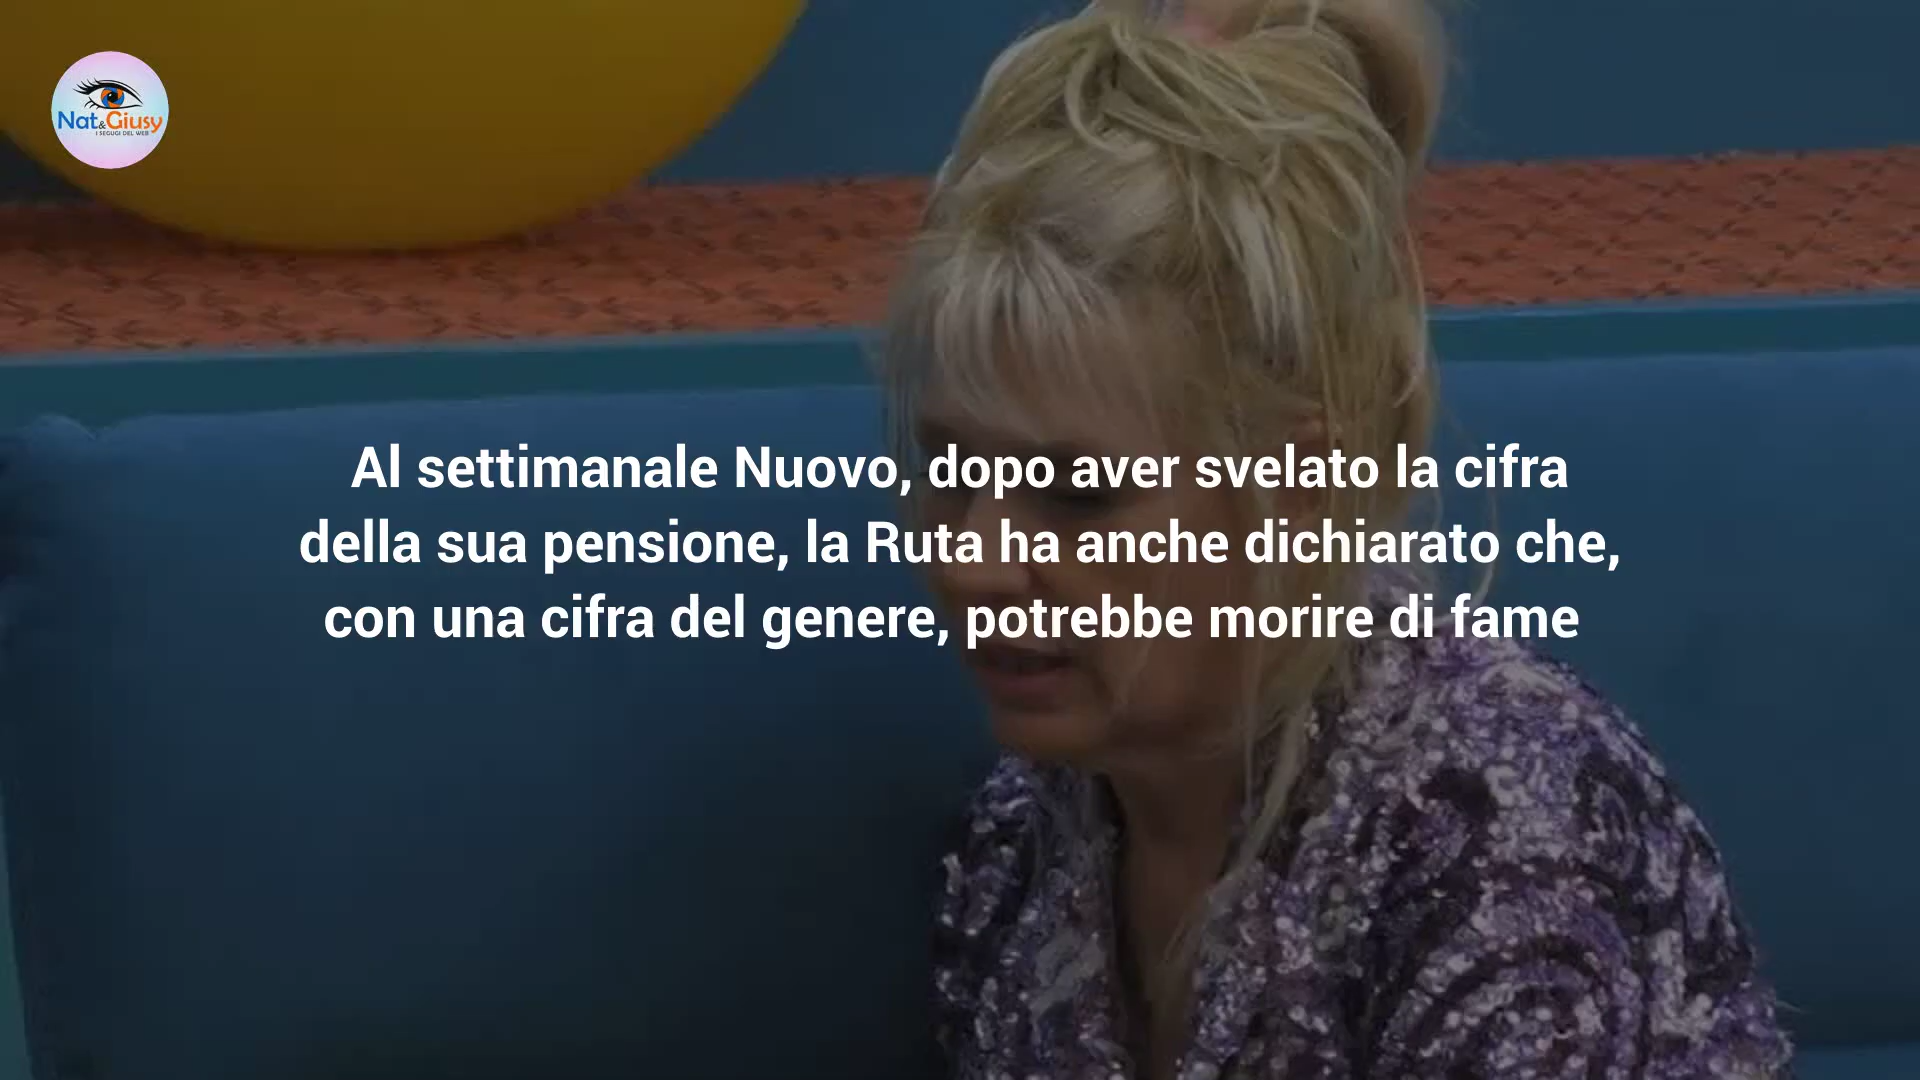 Nat&Giusy
I SEGUGI DEL WEB
Al settimanale Nuovo, dopo aver svelato la cifra
della sua pensione, la Ruta ha anche dichiarato che,
con una cifra del genere, potrebbe morire di fame